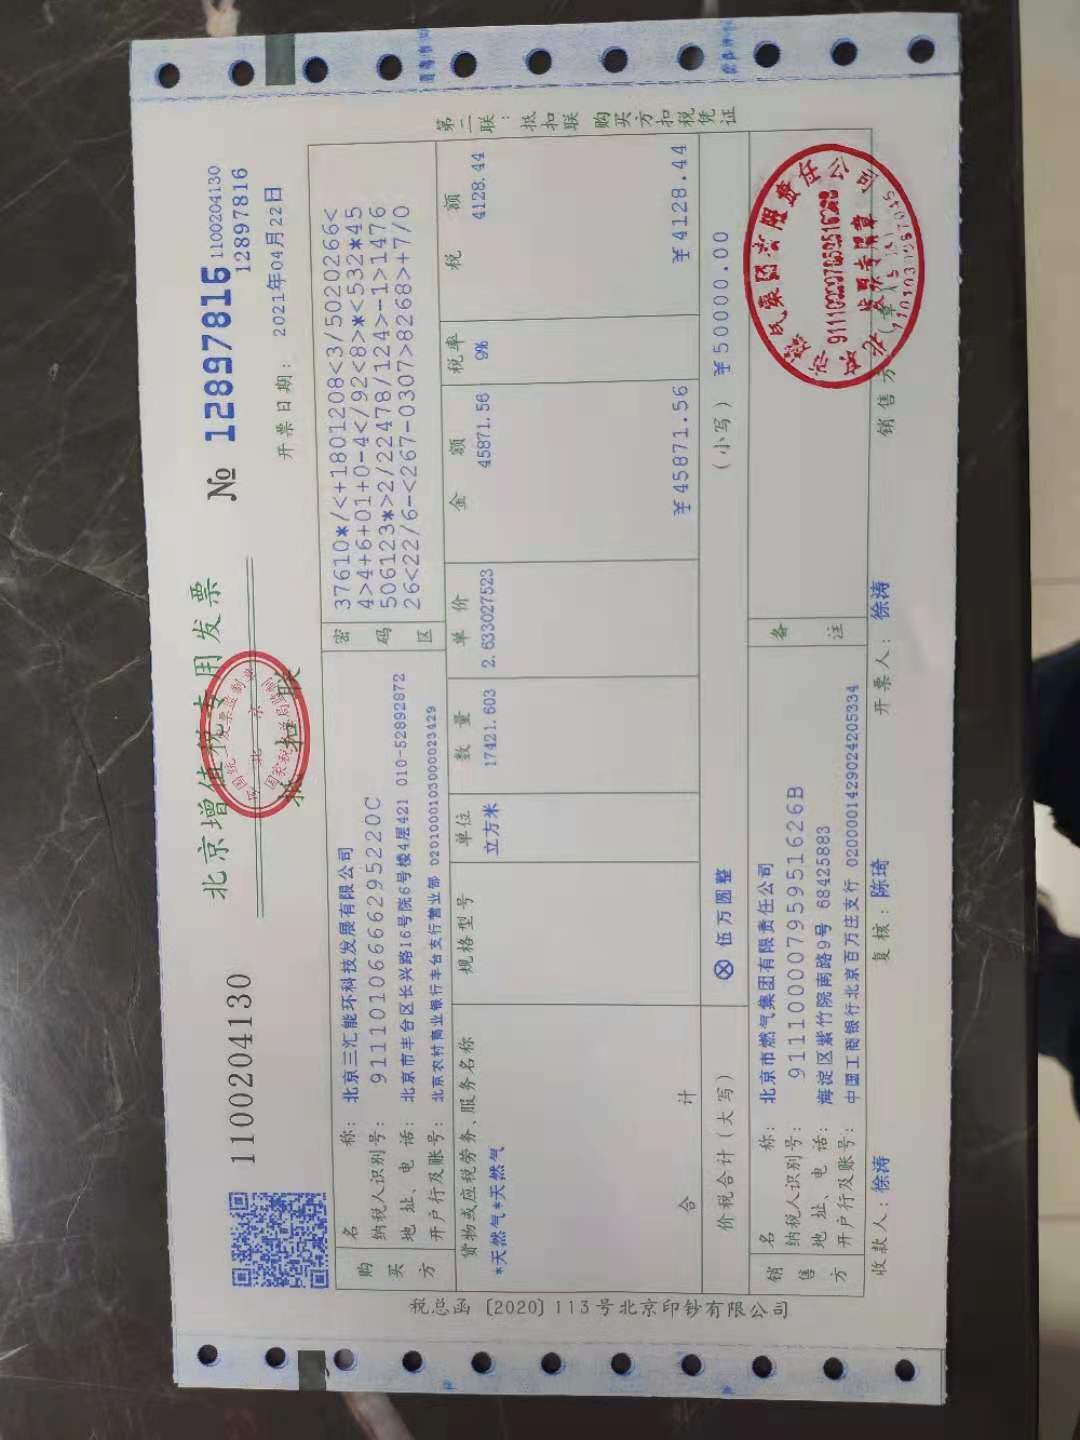 1100204130
北京增值税专用发票
抵扣联
№ 12897816
1100204130
12897816
开票日期: 2021年04月22日
购买方
名 称: 北京三汇能环科技发展有限公司
纳税人识别号: 91110106666295220C
地 址、电 话: 北京市丰台区长兴路16号院6号楼4层421 010-52892872
开户行及账号: 北京农村商业银行丰台支行营业部 0201000103000023429
密码区
37610*/<+1801208<3/5020266<
4>4+6+01+0-4</92<8>*<532*45
506123*>2/22478/124>-1>1476
26<22/6-<267-0307>8268>+7/0
货物或应税劳务、服务名称 规格型号 单位 数量 单价 金额 税率 税额
*天然气*天然气 立方米 17421.603 2.633027523 45871.56 9% 4128.44
合计 ¥45871.56 ¥4128.44
价税合计(大写) ⊗伍万圆整 (小写) ¥50000.00
销售方
名 称: 北京市燃气集团有限责任公司
纳税人识别号: 91110000795951626B
地 址、电 话: 海淀区紫竹院南路9号 68425883
开户行及账号: 中国工商银行北京百万庄支行 0200001429024205334
备注
收款人: 徐涛 复核: 陈琦 开票人: 徐涛 销售方:(章)
发票专用章
第二联: 抵扣联 购买方扣税凭证
税总函〔2020〕113号北京印钞有限公司